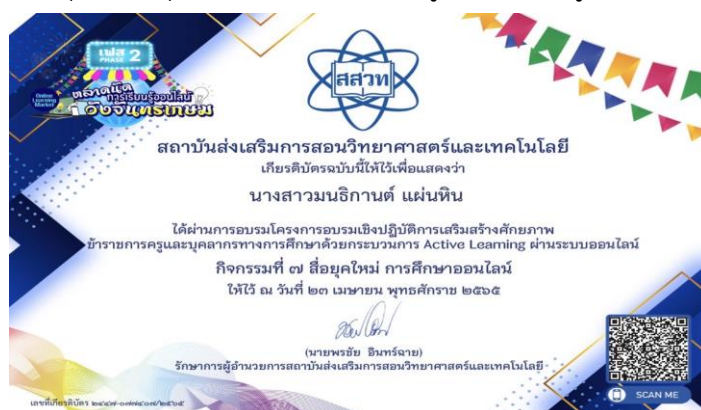 เฟส 2
PHASE 2
Online
Learning
Market
ตลาดนัด
การเรียนรู้ออนไลน์
วังจันทรเกษม
สสวท
สถาบันส่งเสริมการสอนวิทยาศาสตร์และเทคโนโลยี
เกียรติบัตรฉบับนี้ให้ไว้เพื่อแสดงว่า
นางสาวมนธิกานต์ แผ่นหิน
ได้ผ่านการอบรมโครงการอบรมเชิงปฏิบัติการเสริมสร้างศักยภาพ
ข้าราชการครูและบุคลากรทางการศึกษาด้วยกระบวนการ Active Learning ผ่านระบบออนไลน์
กิจกรรมที่ ๗ สื่อยุคใหม่ การศึกษาออนไลน์
ให้ไว้ ณ วันที่ ๒๓ เมษายน พุทธศักราช ๒๕๖๕
(นายพรชัย อินทร์ฉาย)
รักษาการผู้อำนวยการสถาบันส่งเสริมการสอนวิทยาศาสตร์และเทคโนโลยี
เลขที่เกียรติบัตร
SCAN ME